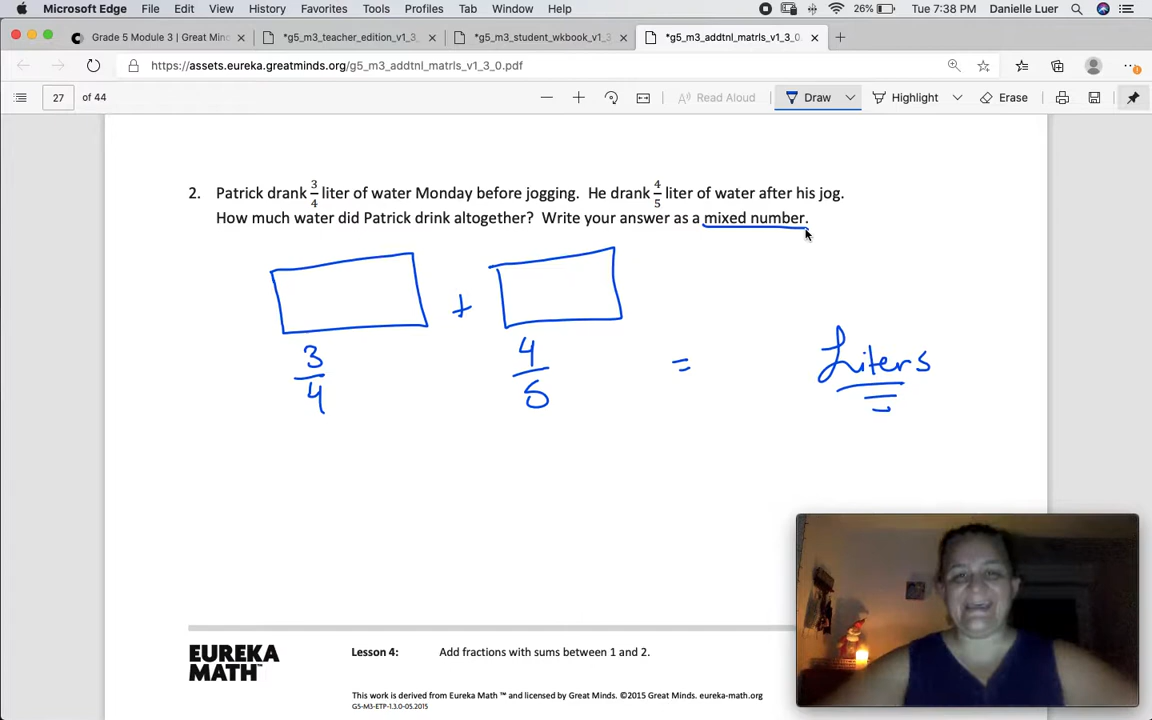 Microsoft Edge File Edit View History Favorites Tools Profiles Tab Window Help 26% Tue 7:38 PM Danielle Luer
Grade 5 Module 3 | Great Min *g5_m3_teacher_edition_v1_3_ *g5_m3_student_wkbook_v1_3 *g5_m3_addtnl_matrls_v1_3_0.
https://assets.eureka.greatminds.org/g5_m3_addtnl_matrls_v1_3_0.pdf
27 of 44 Read Aloud Draw Highlight Erase
2. Patrick drank 3/4 liter of water Monday before jogging. He drank 4/5 liter of water after his jog.
How much water did Patrick drink altogether? Write your answer as a mixed number.
+
3/4 4/5 = Liters
EUREKA MATH™
Lesson 4: Add fractions with sums between 1 and 2.
This work is derived from Eureka Math ™ and licensed by Great Minds. ©2015 Great Minds. eureka-math.org
G5-M3-ETP-1.3.0-05.2015